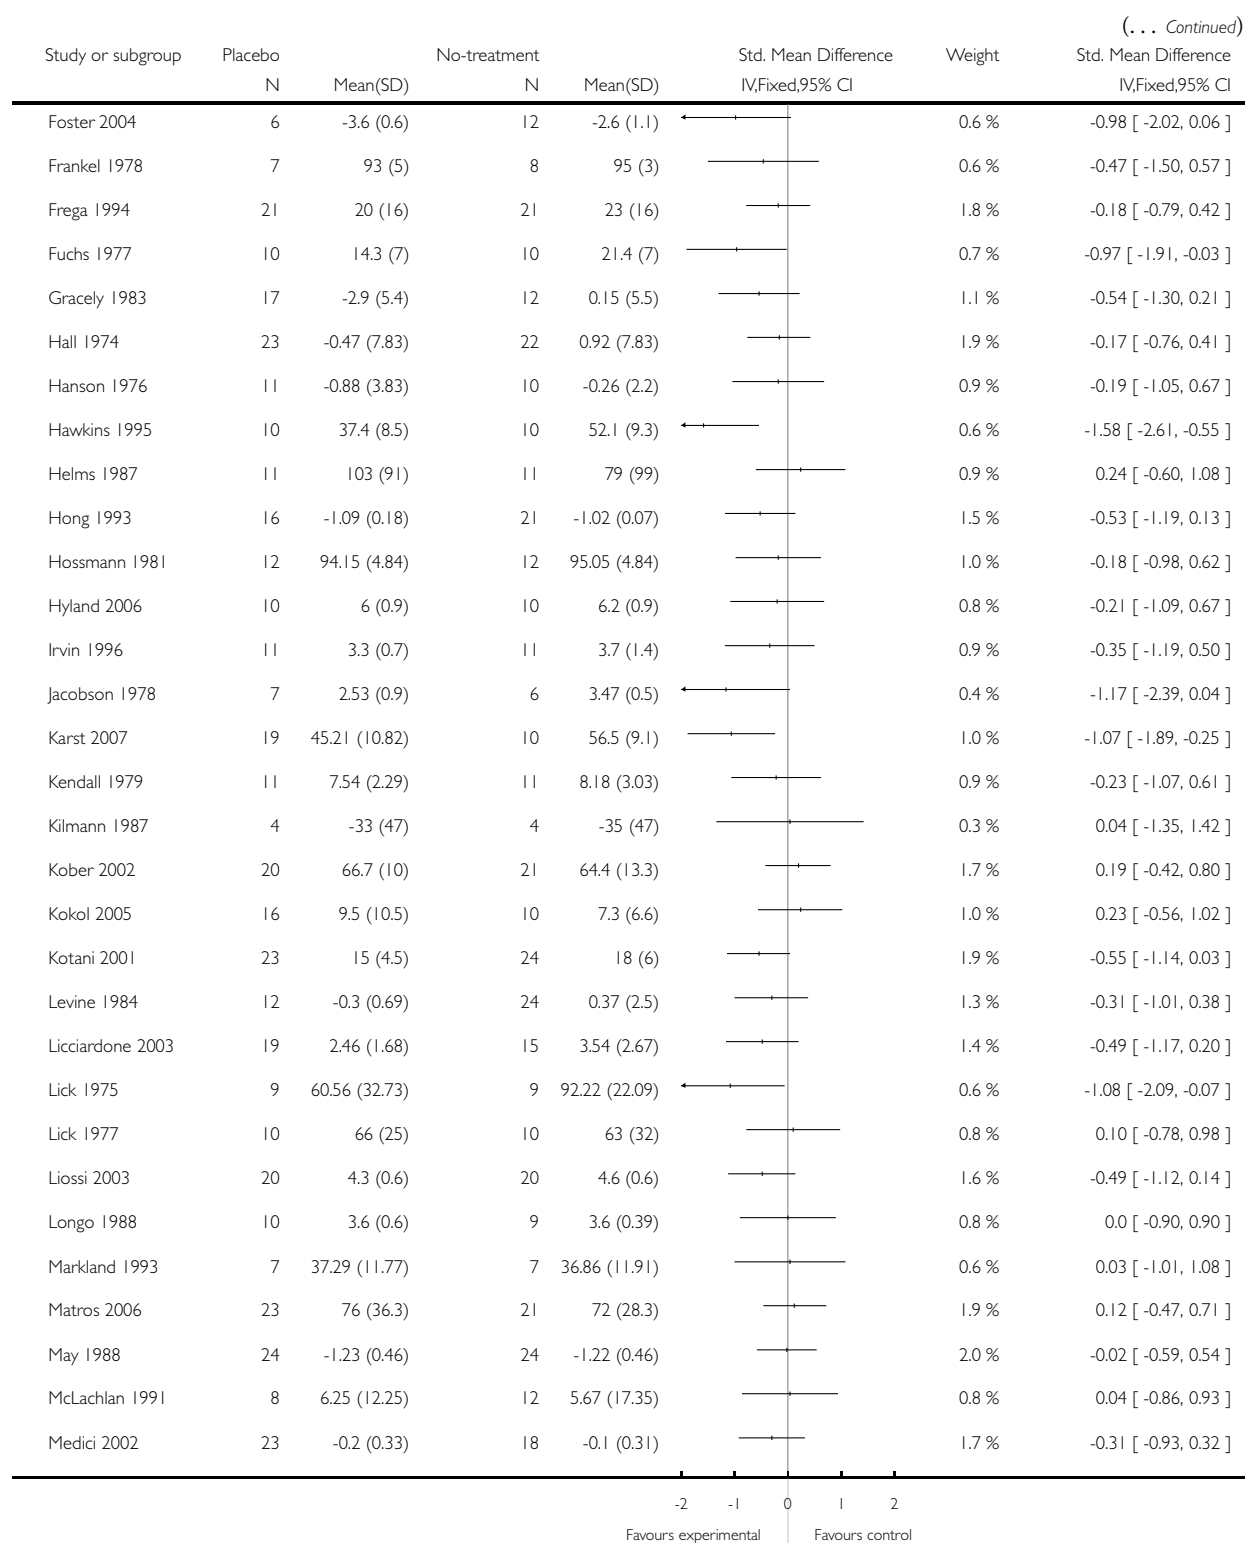 (... Continued)
Study or subgroup Placebo No-treatment Std. Mean Difference Weight Std. Mean Difference
N Mean(SD) N Mean(SD) IV,Fixed,95% CI IV,Fixed,95% CI
Foster 2004 6 -3.6 (0.6) 12 -2.6 (1.1) 0.6 % -0.98 [ -2.02, 0.06 ]
Frankel 1978 7 93 (5) 8 95 (3) 0.6 % -0.47 [ -1.50, 0.57 ]
Frega 1994 21 20 (16) 21 23 (16) 1.8 % -0.18 [ -0.79, 0.42 ]
Fuchs 1977 10 14.3 (7) 10 21.4 (7) 0.7 % -0.97 [ -1.91, -0.03 ]
Gracely 1983 17 -2.9 (5.4) 12 0.15 (5.5) 1.1 % -0.54 [ -1.30, 0.21 ]
Hall 1974 23 -0.47 (7.83) 22 0.92 (7.83) 1.9 % -0.17 [ -0.76, 0.41 ]
Hanson 1976 11 -0.88 (3.83) 10 -0.26 (2.2) 0.9 % -0.19 [ -1.05, 0.67 ]
Hawkins 1995 10 37.4 (8.5) 10 52.1 (9.3) 0.6 % -1.58 [ -2.61, -0.55 ]
Helms 1987 11 103 (91) 11 79 (99) 0.9 % 0.24 [ -0.60, 1.08 ]
Hong 1993 16 -1.09 (0.18) 21 -1.02 (0.07) 1.5 % -0.53 [ -1.19, 0.13 ]
Hossmann 1981 12 94.15 (4.84) 12 95.05 (4.84) 1.0 % -0.18 [ -0.98, 0.62 ]
Hyland 2006 10 6 (0.9) 10 6.2 (0.9) 0.8 % -0.21 [ -1.09, 0.67 ]
Irvin 1996 11 3.3 (0.7) 11 3.7 (1.4) 0.9 % -0.35 [ -1.19, 0.50 ]
Jacobson 1978 7 2.53 (0.9) 6 3.47 (0.5) 0.4 % -1.17 [ -2.39, 0.04 ]
Karst 2007 19 45.21 (10.82) 10 56.5 (9.1) 1.0 % -1.07 [ -1.89, -0.25 ]
Kendall 1979 11 7.54 (2.29) 11 8.18 (3.03) 0.9 % -0.23 [ -1.07, 0.61 ]
Kilmann 1987 4 -33 (47) 4 -35 (47) 0.3 % 0.04 [ -1.35, 1.42 ]
Kober 2002 20 66.7 (10) 21 64.4 (13.3) 1.7 % 0.19 [ -0.42, 0.80 ]
Kokol 2005 16 9.5 (10.5) 10 7.3 (6.6) 1.0 % 0.23 [ -0.56, 1.02 ]
Kotani 2001 23 15 (4.5) 24 18 (6) 1.9 % -0.55 [ -1.14, 0.03 ]
Levine 1984 12 -0.3 (0.69) 24 0.37 (2.5) 1.3 % -0.31 [ -1.01, 0.38 ]
Licciardone 2003 19 2.46 (1.68) 15 3.54 (2.67) 1.4 % -0.49 [ -1.17, 0.20 ]
Lick 1975 9 60.56 (32.73) 9 92.22 (22.09) 0.6 % -1.08 [ -2.09, -0.07 ]
Lick 1977 10 66 (25) 10 63 (32) 0.8 % 0.10 [ -0.78, 0.98 ]
Liossi 2003 20 4.3 (0.6) 20 4.6 (0.6) 1.6 % -0.49 [ -1.12, 0.14 ]
Longo 1988 10 3.6 (0.6) 9 3.6 (0.39) 0.8 % 0.0 [ -0.90, 0.90 ]
Markland 1993 7 37.29 (11.77) 7 36.86 (11.91) 0.6 % 0.03 [ -1.01, 1.08 ]
Matros 2006 23 76 (36.3) 21 72 (28.3) 1.9 % 0.12 [ -0.47, 0.71 ]
May 1988 24 -1.23 (0.46) 24 -1.22 (0.46) 2.0 % -0.02 [ -0.59, 0.54 ]
McLachlan 1991 8 6.25 (12.25) 12 5.67 (17.35) 0.8 % 0.04 [ -0.86, 0.93 ]
Medici 2002 23 -0.2 (0.33) 18 -0.1 (0.31) 1.7 % -0.31 [ -0.93, 0.32 ]
-2 -1 0 1 2
Favours experimental Favours control